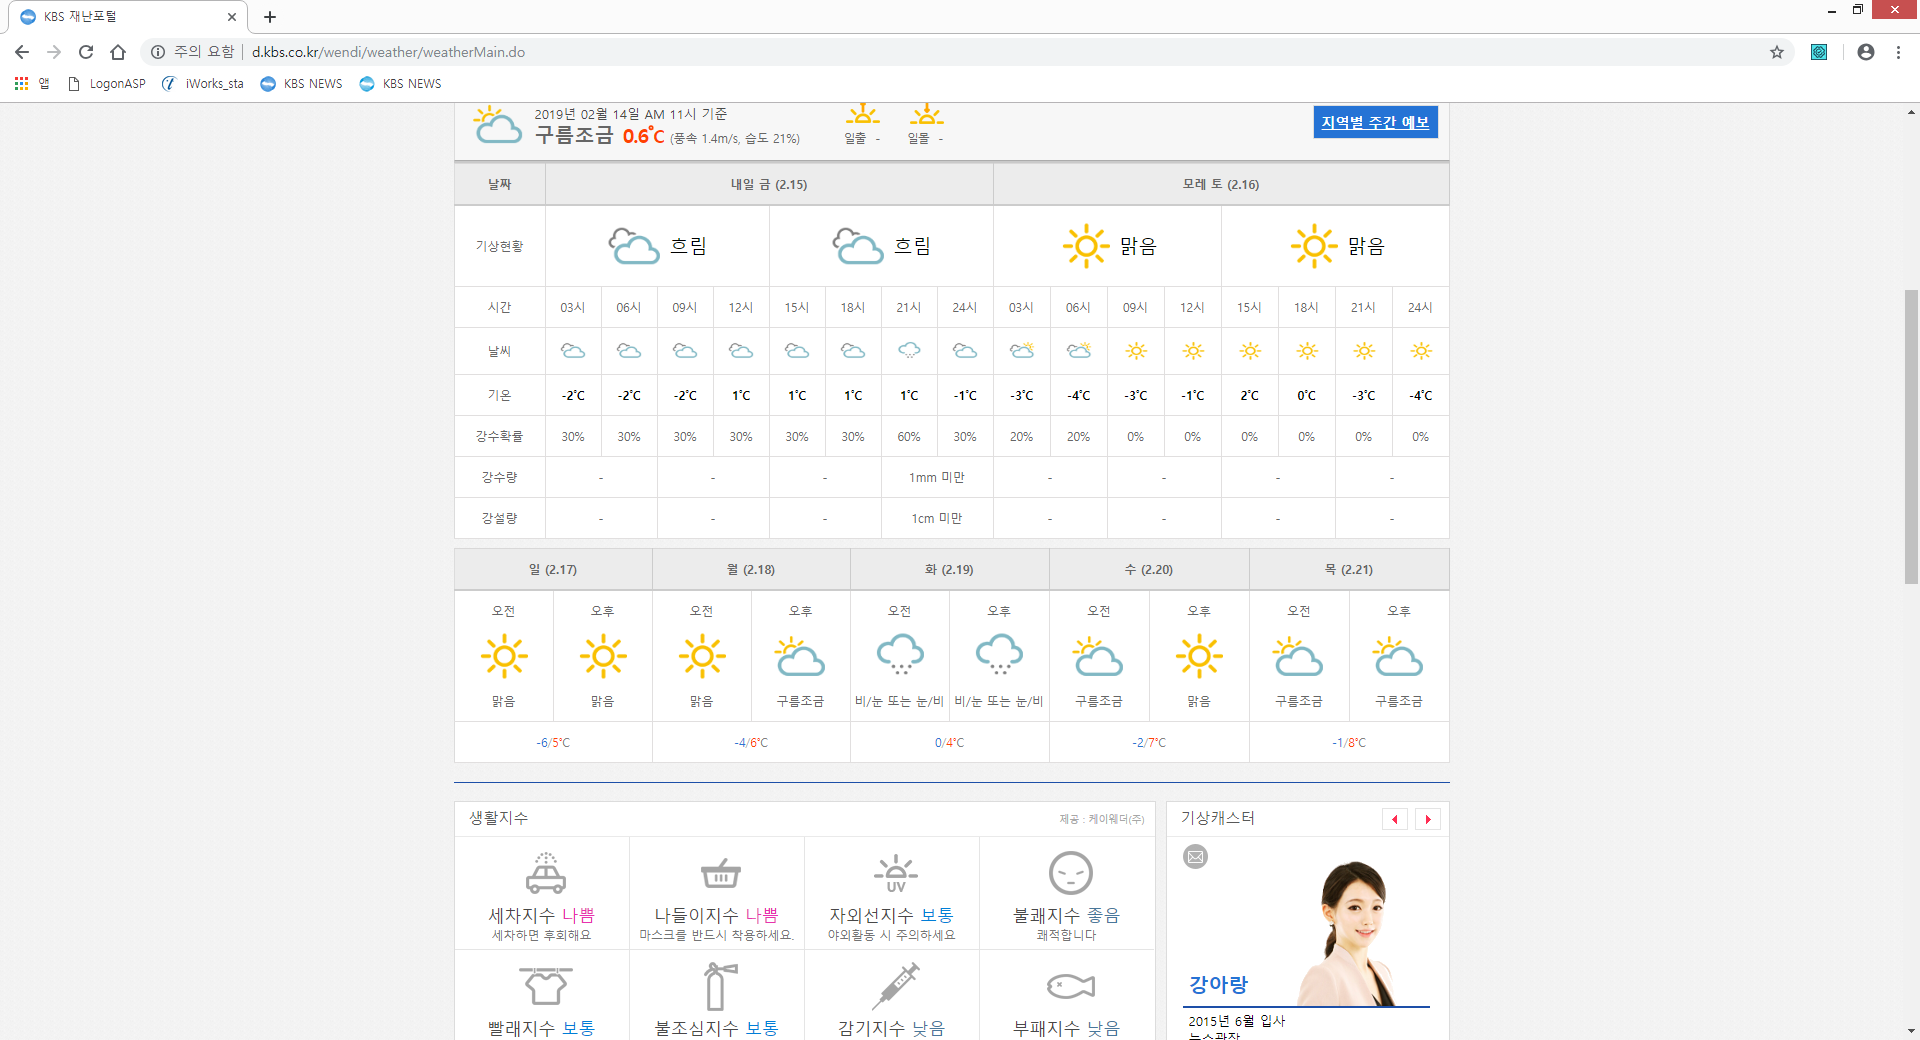 KBS 재난포털
주의 요함 d.kbs.co.kr/wendi/weather/weatherMain.do
앱 LogonASP iWorks_sta KBS NEWS KBS NEWS
2019년 02월 14일 AM 11시 기준
구름조금 0.6℃ (풍속 1.4m/s, 습도 21%)
일출 - 일몰 -
지역별 주간 예보
날짜 내일 금 (2.15) 모레 토 (2.16)
기상현황 흐림 흐림 맑음 맑음
시간 03시 06시 09시 12시 15시 18시 21시 24시 03시 06시 09시 12시 15시 18시 21시 24시
날씨
기온 -2℃ -2℃ -2℃ 1℃ 1℃ 1℃ 1℃ -1℃ -3℃ -4℃ -3℃ -1℃ 2℃ 0℃ -3℃ -4℃
강수확률 30% 30% 30% 30% 30% 30% 60% 30% 20% 20% 0% 0% 0% 0% 0% 0%
강수량 - - - 1mm 미만 - - - -
강설량 - - - 1cm 미만 - - - -
일 (2.17) 월 (2.18) 화 (2.19) 수 (2.20) 목 (2.21)
오전 오후 오전 오후 오전 오후 오전 오후 오전 오후
맑음 맑음 맑음 구름조금 비/눈 또는 눈/비 비/눈 또는 눈/비 구름조금 맑음 구름조금 구름조금
-6/5℃ -4/6℃ 0/4℃ -2/7℃ -1/8℃
생활지수 제공 : 케이웨더(주)
UV
세차지수 나쁨 나들이지수 나쁨 자외선지수 보통 불쾌지수 좋음
세차하면 후회해요 마스크를 반드시 착용하세요. 야외활동 시 주의하세요 쾌적합니다
빨래지수 보통 불조심지수 보통 감기지수 낮음 부패지수 낮음
기상캐스터
강아랑
2015년 6월 입사
뉴스광장